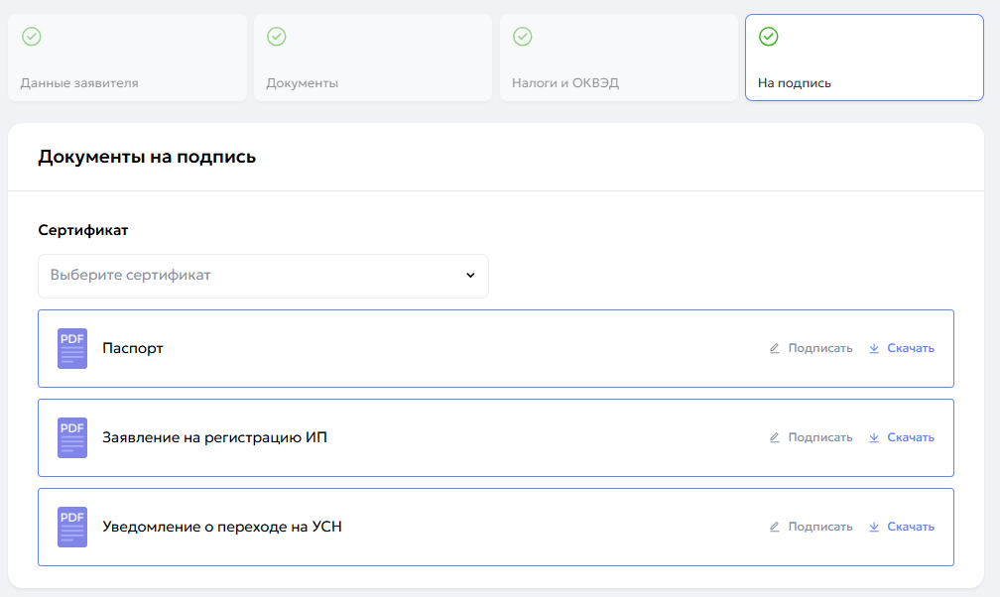 Данные заявителя
Документы
Налоги и ОКВЭД
На подпись
Документы на подпись
Сертификат
Выберите сертификат
PDF Паспорт Подписать Скачать
PDF Заявление на регистрацию ИП Подписать Скачать
PDF Уведомление о переходе на УСН Подписать Скачать